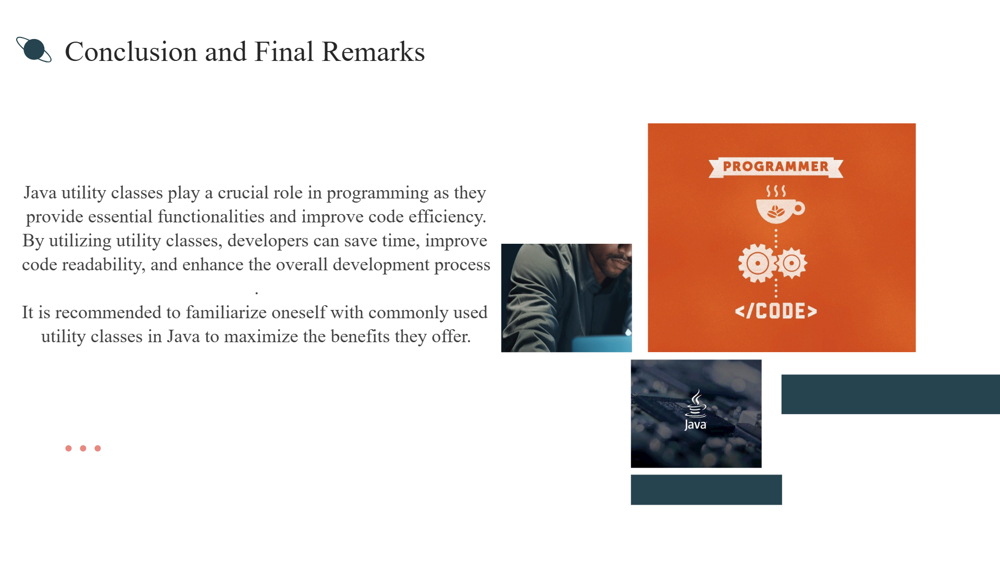 Conclusion and Final Remarks
Java utility classes play a crucial role in programming as they
provide essential functionalities and improve code efficiency.
By utilizing utility classes, developers can save time, improve
code readability, and enhance the overall development process
.
It is recommended to familiarize oneself with commonly used
utility classes in Java to maximize the benefits they offer.
PROGRAMMER
</CODE>
Java